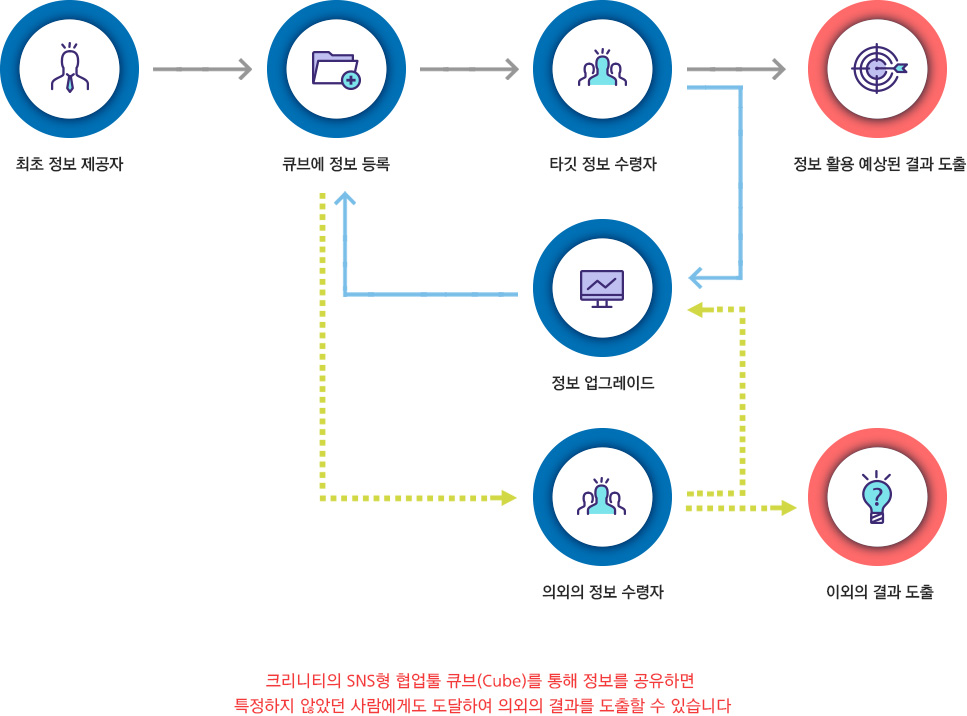 최초 정보 제공자
큐브에 정보 등록
타깃 정보 수령자
정보 활용 예상된 결과 도출
정보 업그레이드
의외의 정보 수령자
?
이외의 결과 도출
크리니티의 SNS형 협업툴 큐브(Cube)를 통해 정보를 공유하면
특정하지 않았던 사람에게도 도달하여 의외의 결과를 도출할 수 있습니다